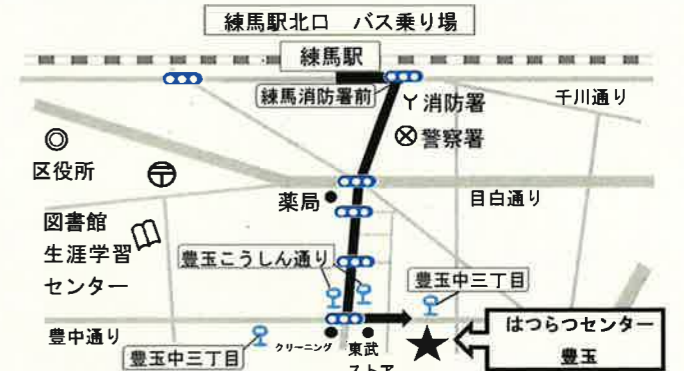 練馬駅北口 バス乗り場
練馬駅
練馬消防署前
消防署
千川通り
警察署
区役所
薬局
目白通り
図書館
生涯学習
センター
豊玉こうしん通り
豊玉中三丁目
豊中通り
豊玉中三丁目
クリーニング
東武
ストア
はつらつセンター
豊玉